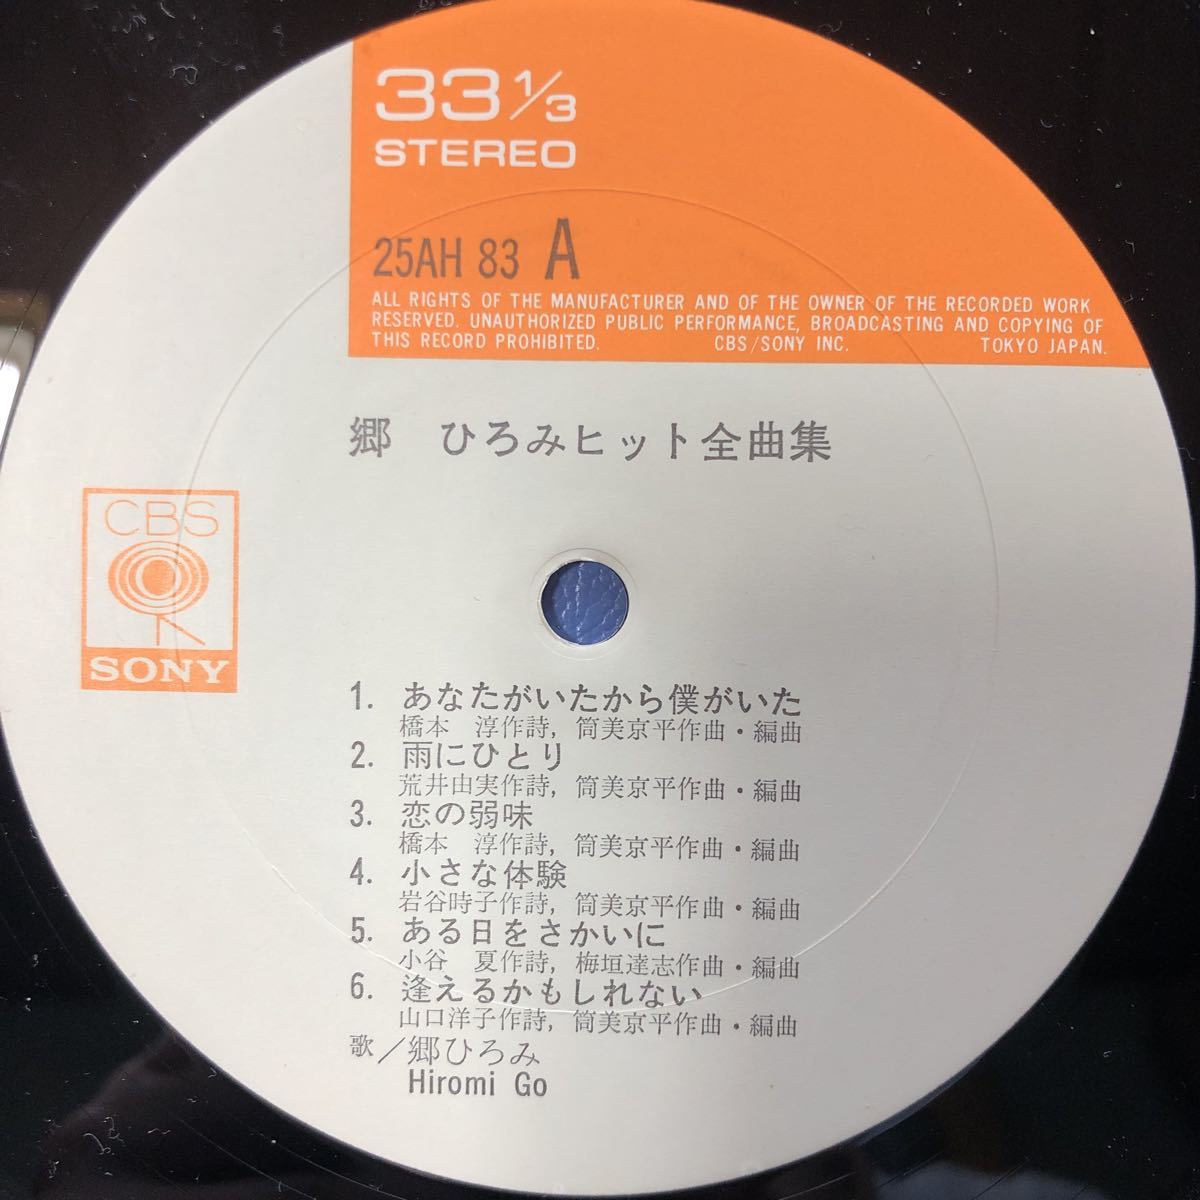 33 1/3
STEREO
25AH 83 A
ALL RIGHTS OF THE MANUFACTURER AND OF THE OWNER OF THE RECORDED WORK
RESERVED. UNAUTHORIZED PUBLIC PERFORMANCE, BROADCASTING AND COPYING OF
THIS RECORD PROHIBITED. CBS/SONY INC. TOKYO JAPAN.
郷 ひろみヒット全曲集
CBS
SONY
1. あなたがいたから僕がいた
橋本 淳作詩, 筒美京平作曲・編曲
2. 雨にひとり
荒井由実作詩, 筒美京平作曲・編曲
3. 恋の弱味
橋本 淳作詩, 筒美京平作曲・編曲
4. 小さな体験
岩谷時子作詩, 筒美京平作曲・編曲
5. ある日をさかいに
小谷 夏作詩, 梅垣達志作曲・編曲
6. 逢えるかもしれない
山口洋子作詩, 筒美京平作曲・編曲
歌/郷ひろみ
Hiromi Go